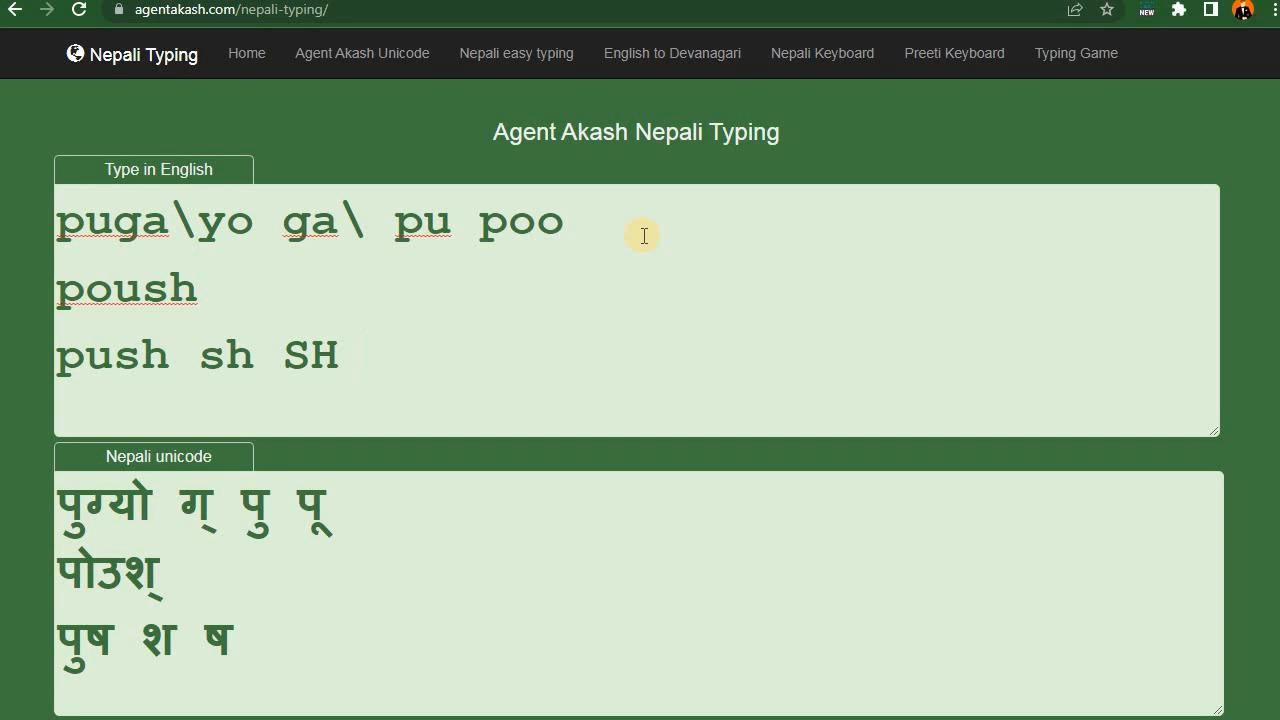 agentakash.com/nepali-typing/
NEW
Nepali Typing Home Agent Akash Unicode Nepali easy typing English to Devanagari Nepali Keyboard Preeti Keyboard Typing Game
Agent Akash Nepali Typing
Type in English
puga\yo ga\ pu poo
poush
push sh SH
Nepali unicode
पुग्यो ग् पु पू
पोउश्
पुष श ष